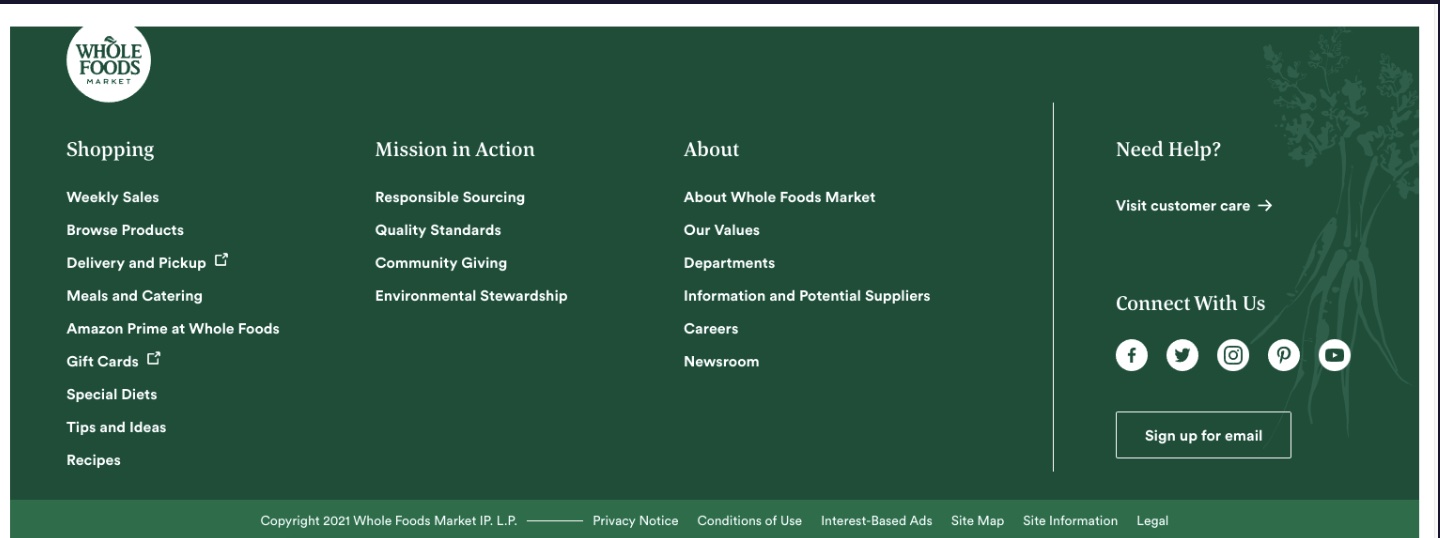 WHOLE
FOODS
MARKET
Shopping
Weekly Sales
Browse Products
Delivery and Pickup
Meals and Catering
Amazon Prime at Whole Foods
Gift Cards
Special Diets
Tips and Ideas
Recipes
Mission in Action
Responsible Sourcing
Quality Standards
Community Giving
Environmental Stewardship
About
About Whole Foods Market
Our Values
Departments
Information and Potential Suppliers
Careers
Newsroom
Need Help?
Visit customer care →
Connect With Us
Sign up for email
Copyright 2021 Whole Foods Market IP. L.P. Privacy Notice Conditions of Use Interest-Based Ads Site Map Site Information Legal